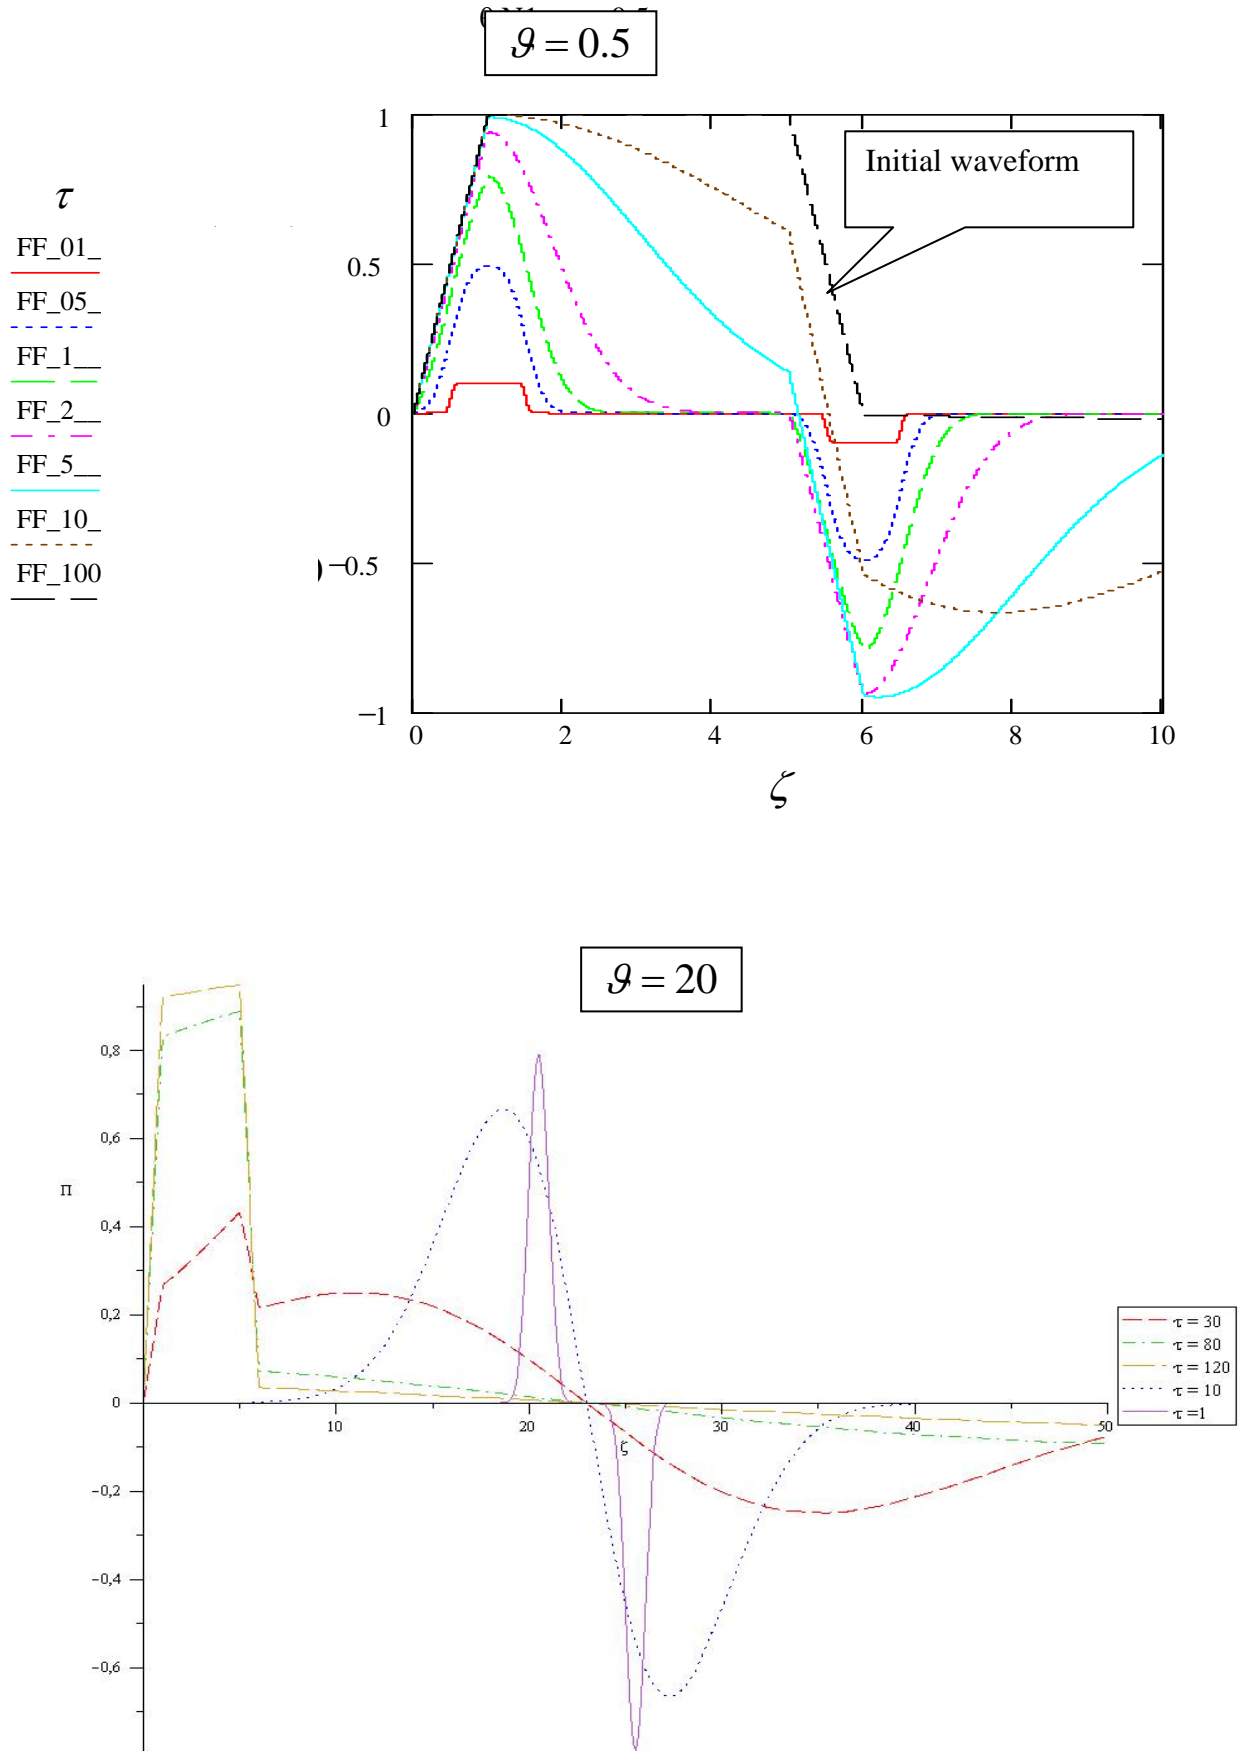 ϑ = 0.5
Initial waveform
τ
FF_01_
FF_05_
FF_1__
FF_2__
FF_5__
FF_10_
FF_100
1
0.5
0
−0.5
−1
0 2 4 6 8 10
ζ
ϑ = 20
0,8
0,6
П
0,4
0,2
0
−0,2
−0,4
−0,6
10 20 30 40 50
ζ
τ = 30
τ = 80
τ = 120
τ = 10
τ =1